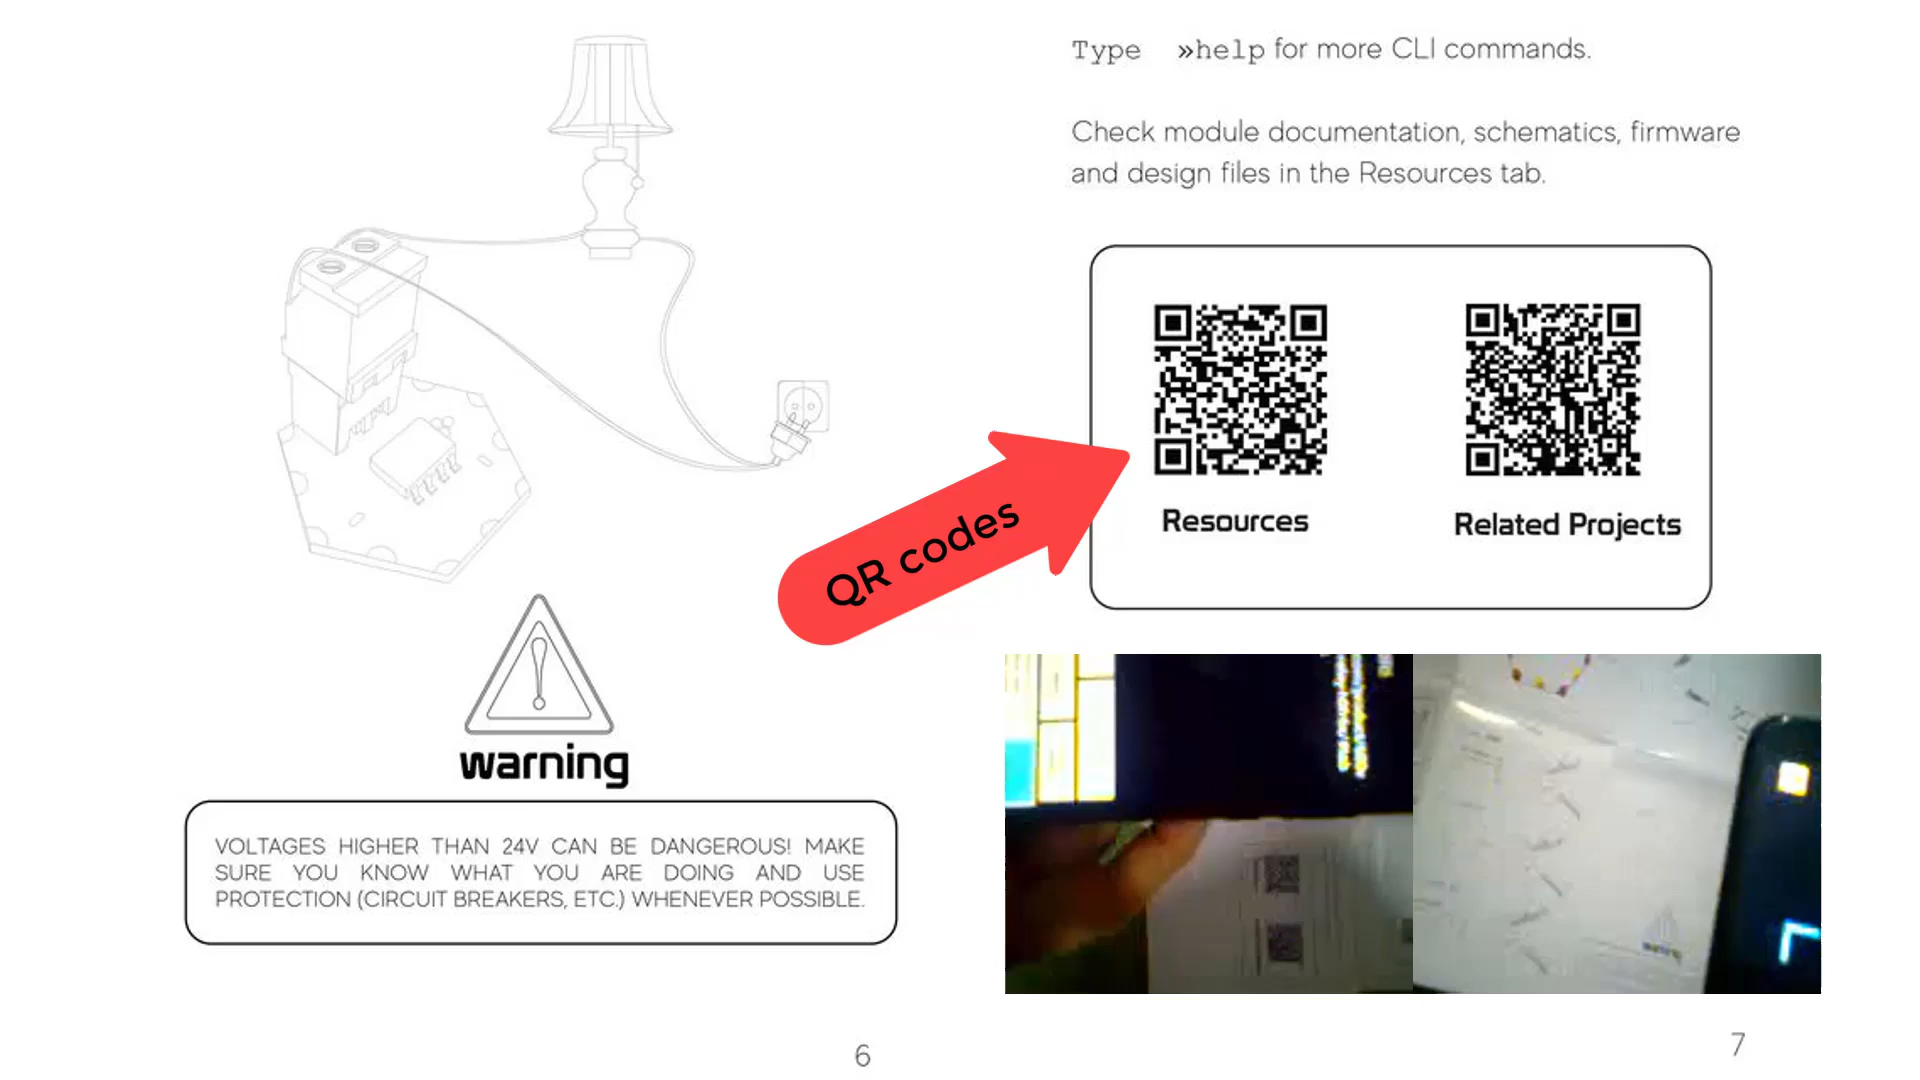 warning
VOLTAGES HIGHER THAN 24V CAN BE DANGEROUS! MAKE
SURE YOU KNOW WHAT YOU ARE DOING AND USE
PROTECTION (CIRCUIT BREAKERS, ETC.) WHENEVER POSSIBLE.
6
Type »help for more CLI commands.
Check module documentation, schematics, firmware
and design files in the Resources tab.
QR codes
Resources
Related Projects
7